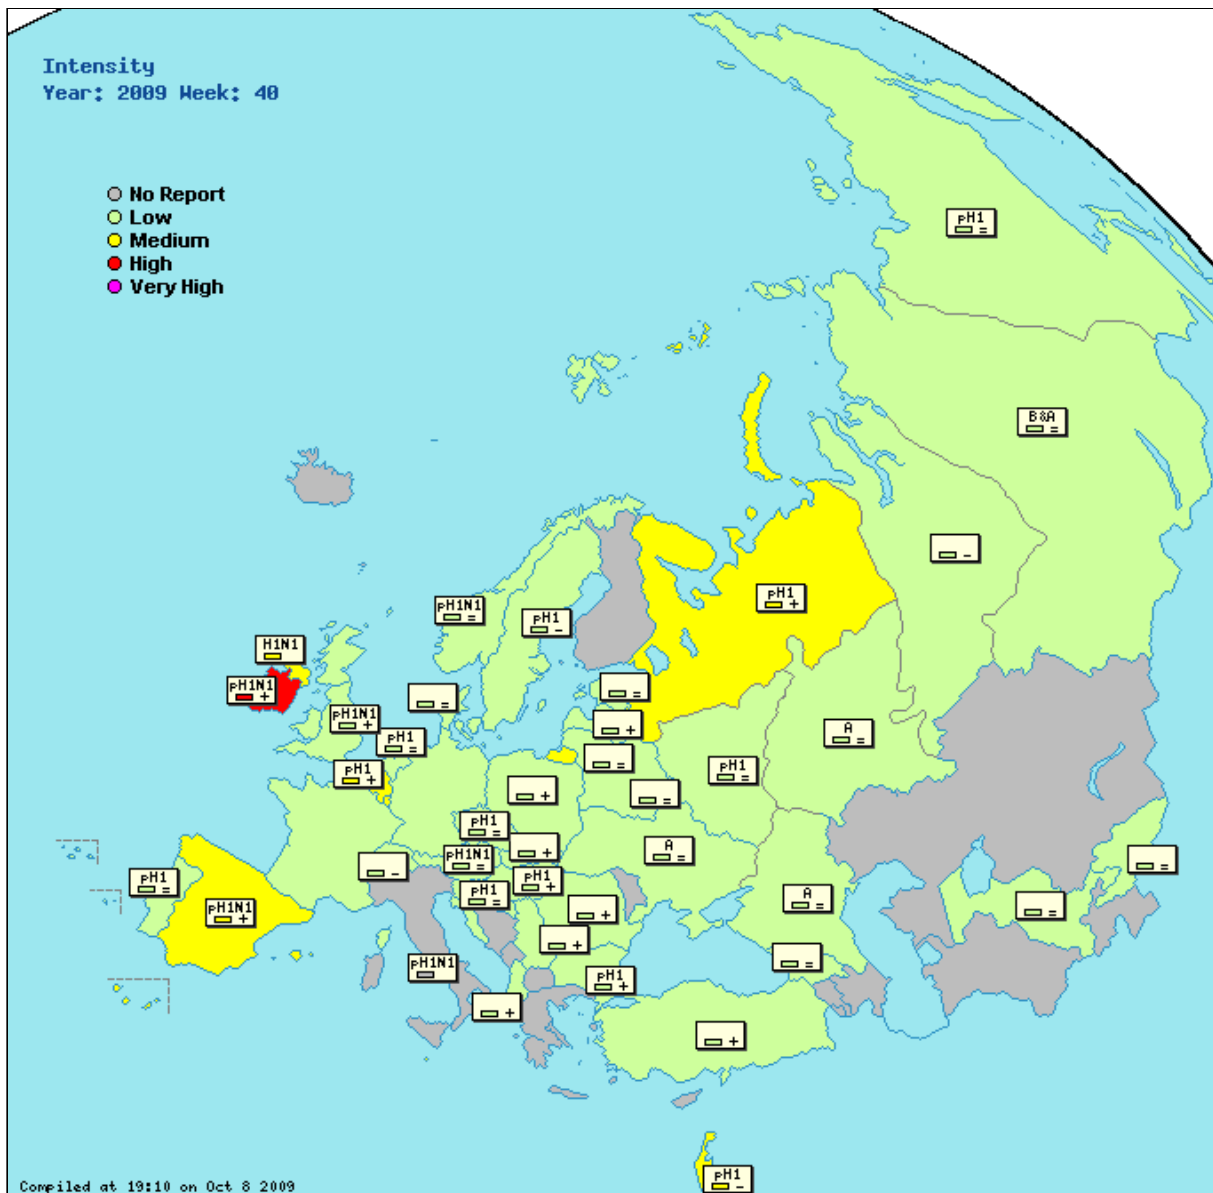 Intensity
Year: 2009 Week: 40
No Report
Low
Medium
High
Very High
pH1
=
B&A
=
-
pH1
+
pH1N1
=
pH1
-
H1N1
pH1N1
+
=
=
pH1N1
+
+
pH1
=
A
=
=
pH1
+
pH1
=
+
=
pH1
=
+
A
=
pH1N1
=
-
=
pH1
=
pH1
+
pH1
=
A
=
pH1N1
+
+
=
+
pH1N1
=
pH1
+
+
+
pH1
-
Compiled at 19:10 on Oct 8 2009